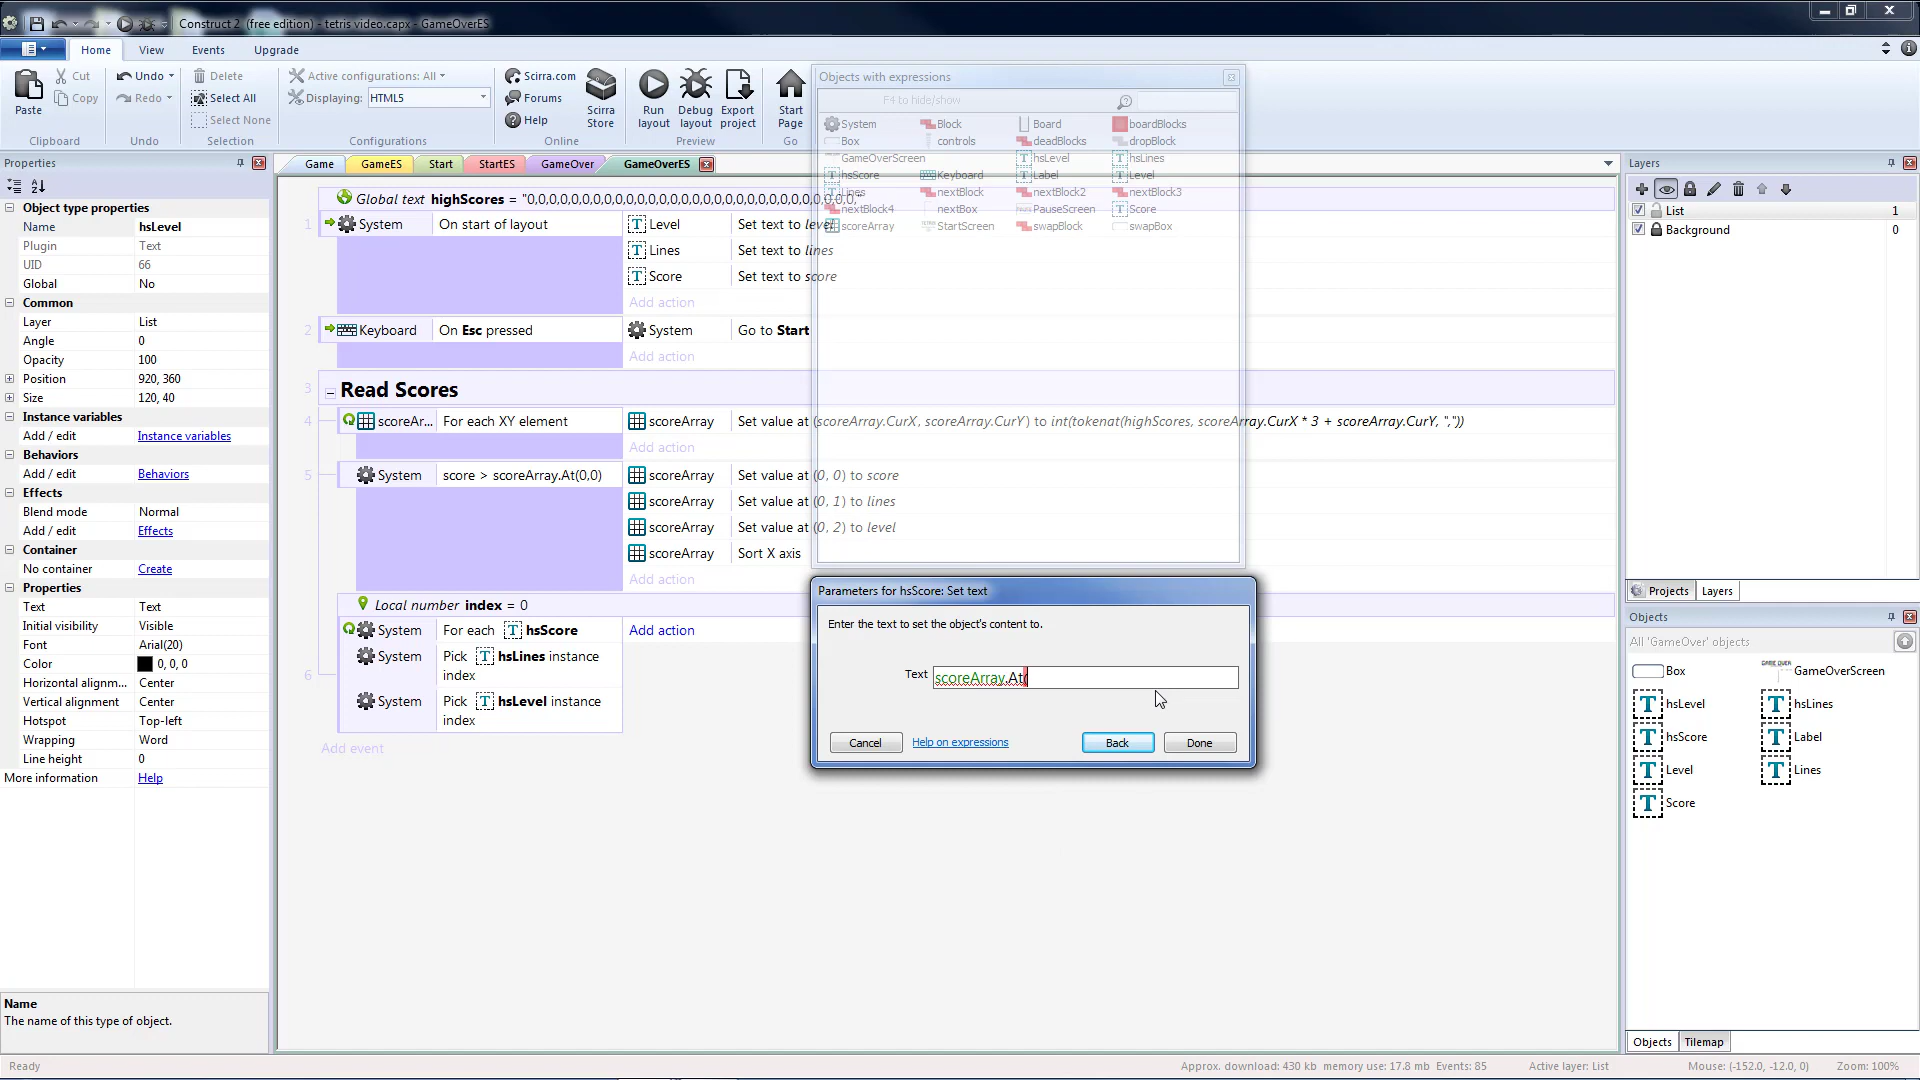 Construct 2 (free edition) - tetris video.capx - GameOverES
Home View Events Upgrade
Paste
Cut
Copy
Clipboard
Undo
Redo
Undo
Delete
Select All
Select None
Selection
Active configurations: All
Displaying: HTML5
Configurations
Scirra.com
Forums
Help
Scirra Store
Online
Run layout
Debug layout
Export project
Preview
Start Page
Go
Objects with expressions
F4 to hide/show
System Block Board boardBlocks
Box controls deadBlocks dropBlock
GameOverScreen hsLevel hsLines
hsScore Keyboard Label Level
Lines nextBlock nextBlock2 nextBlock3
nextBlock4 nextBox PauseScreen Score
scoreArray StartScreen swapBlock swapBox
Properties
Object type properties
Name hsLevel
Plugin Text
UID 66
Global No
Common
Layer List
Angle 0
Opacity 100
Position 920, 360
Size 120, 40
Instance variables
Add / edit Instance variables
Behaviors
Add / edit Behaviors
Effects
Blend mode Normal
Add / edit Effects
Container
No container Create
Properties
Text Text
Initial visibility Visible
Font Arial(20)
Color 0, 0, 0
Horizontal alignm... Center
Vertical alignment Center
Hotspot Top-left
Wrapping Word
Line height 0
More information Help
Name
The name of this type of object.
Game GameES Start StartES GameOver GameOverES
Global text highScores = "0,0,0,0,0,0,0,0,0,0,0,0,0,0,0,0,0,0,0,0,0,0,0,0,0,0,0,0,0,0,"
1 System On start of layout Level Set text to level
Lines Set text to lines
Score Set text to score
Add action
2 Keyboard On Esc pressed System Go to Start
Add action
3 Read Scores
4 scoreAr... For each XY element scoreArray Set value at (scoreArray.CurX, scoreArray.CurY) to int(tokenat(highScores, scoreArray.CurX * 3 + scoreArray.CurY, ","))
Add action
5 System score > scoreArray.At(0,0) scoreArray Set value at (0, 0) to score
scoreArray Set value at (0, 1) to lines
scoreArray Set value at (0, 2) to level
scoreArray Sort X axis
Add action
Local number index = 0
6 System For each hsScore Add action
System Pick hsLines instance
index
System Pick hsLevel instance
index
Add event
Parameters for hsScore: Set text
Enter the text to set the object's content to.
Text scoreArray.At(
Cancel Help on expressions Back Done
Layers
List 1
Background 0
Projects Layers
Objects
All 'GameOver' objects
Box GAME OVER GameOverScreen
hsLevel hsLines
hsScore Label
Level Lines
Score
Objects Tilemap
Ready Approx. download: 430 kb memory use: 17.8 mb Events: 85 Active layer: List Mouse: (-152.0, -12.0, 0) Zoom: 100%